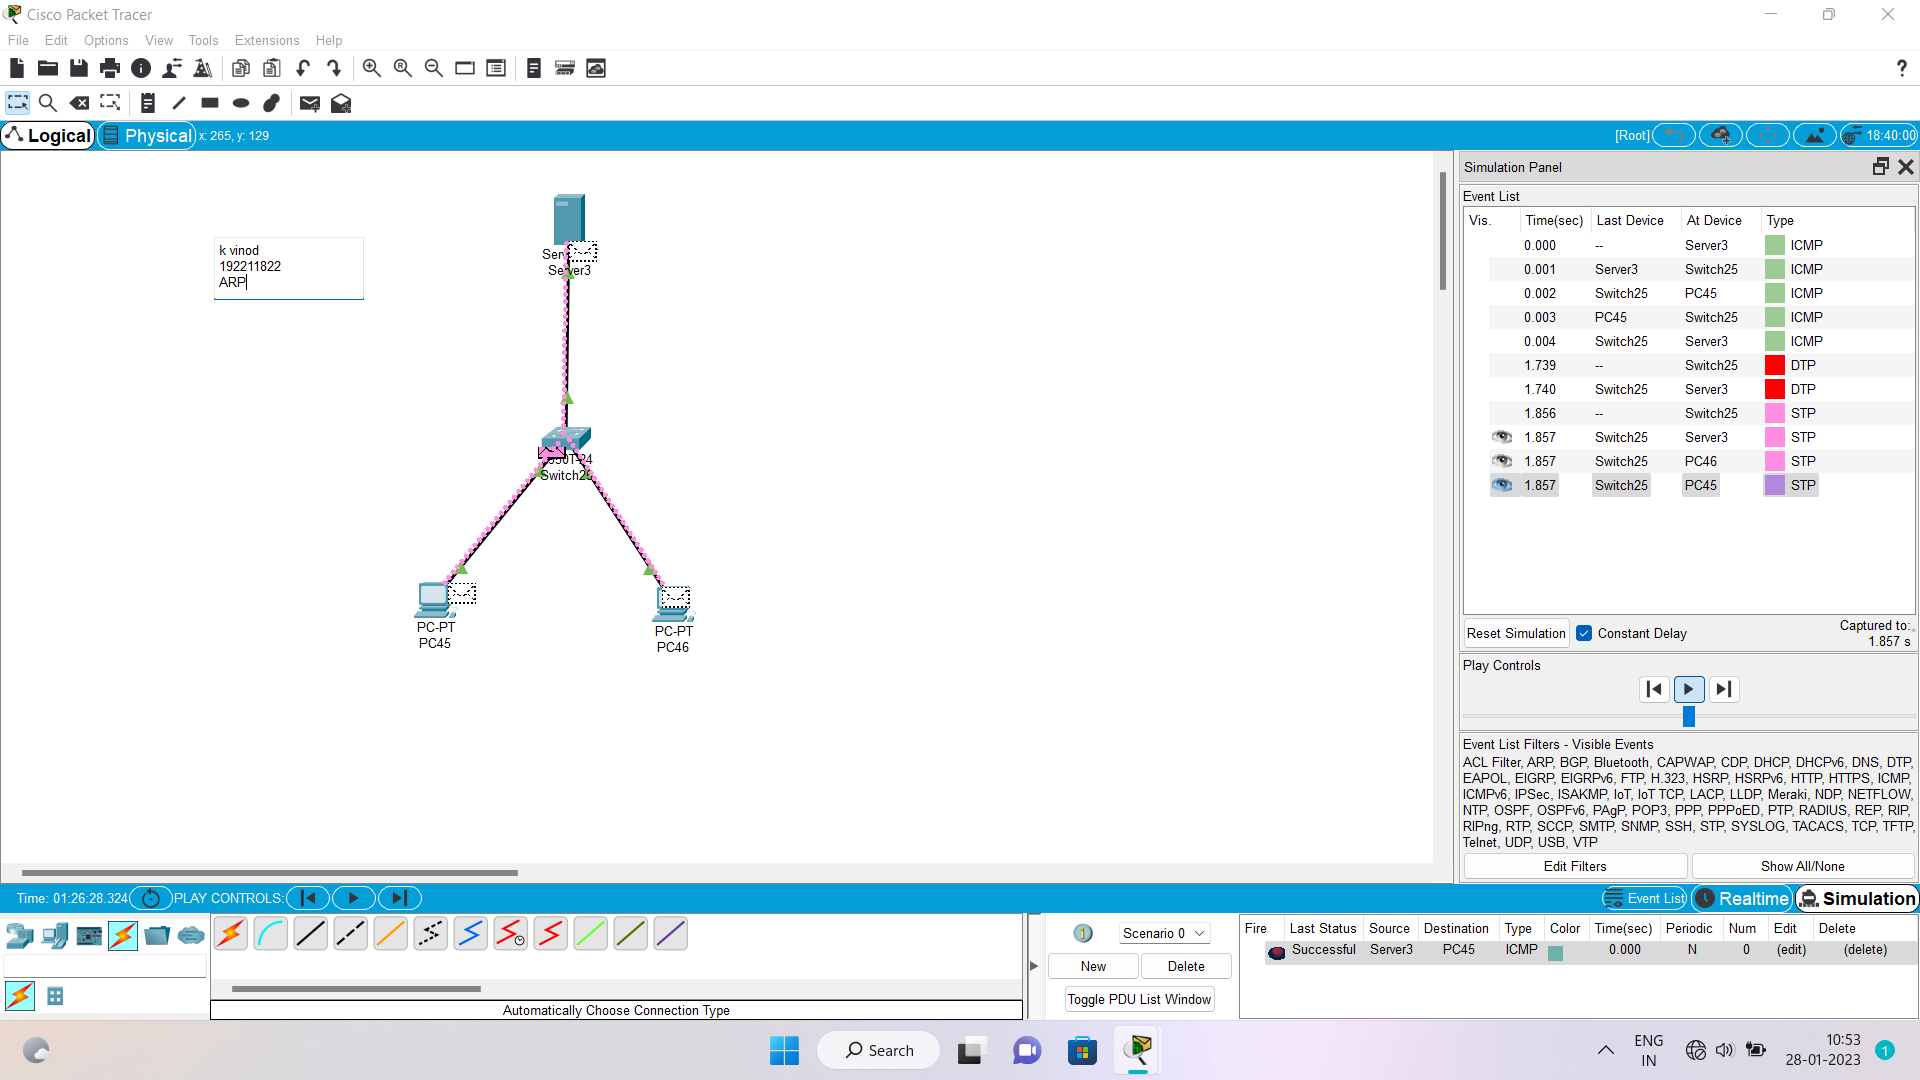 Cisco Packet Tracer
File Edit Options View Tools Extensions Help
?
Logical Physical x: 265, y: 129 [Root] 18:40:00
k vinod
192211822
ARP
Server3
Switch25
PC-PT
PC45
PC-PT
PC46
Simulation Panel
Event List
Vis. Time(sec) Last Device At Device Type
0.000 -- Server3 ICMP
0.001 Server3 Switch25 ICMP
0.002 Switch25 PC45 ICMP
0.003 PC45 Switch25 ICMP
0.004 Switch25 Server3 ICMP
1.739 -- Switch25 DTP
1.740 Switch25 Server3 DTP
1.856 -- Switch25 STP
1.857 Switch25 Server3 STP
1.857 Switch25 PC46 STP
1.857 Switch25 PC45 STP
Reset Simulation Constant Delay Captured to:
1.857 s
Play Controls
Event List Filters - Visible Events
ACL Filter, ARP, BGP, Bluetooth, CAPWAP, CDP, DHCP, DHCPv6, DNS, DTP,
EAPOL, EIGRP, EIGRPv6, FTP, H.323, HSRP, HSRPv6, HTTP, HTTPS, ICMP,
ICMPv6, IPSec, ISAKMP, IoT, IoT TCP, LACP, LLDP, Meraki, NDP, NETFLOW,
NTP, OSPF, OSPFv6, PAgP, POP3, PPP, PPPoED, PTP, RADIUS, REP, RIP,
RIPng, RTP, SCCP, SMTP, SNMP, SSH, STP, SYSLOG, TACACS, TCP, TFTP,
Telnet, UDP, USB, VTP
Edit Filters Show All/None
Time: 01:26:28.324 PLAY CONTROLS: Event List Realtime Simulation
Automatically Choose Connection Type
1 Scenario 0
New Delete
Toggle PDU List Window
Fire Last Status Source Destination Type Color Time(sec) Periodic Num Edit Delete
Successful Server3 PC45 ICMP 0.000 N 0 (edit) (delete)
Search
ENG
IN
10:53
28-01-2023
1